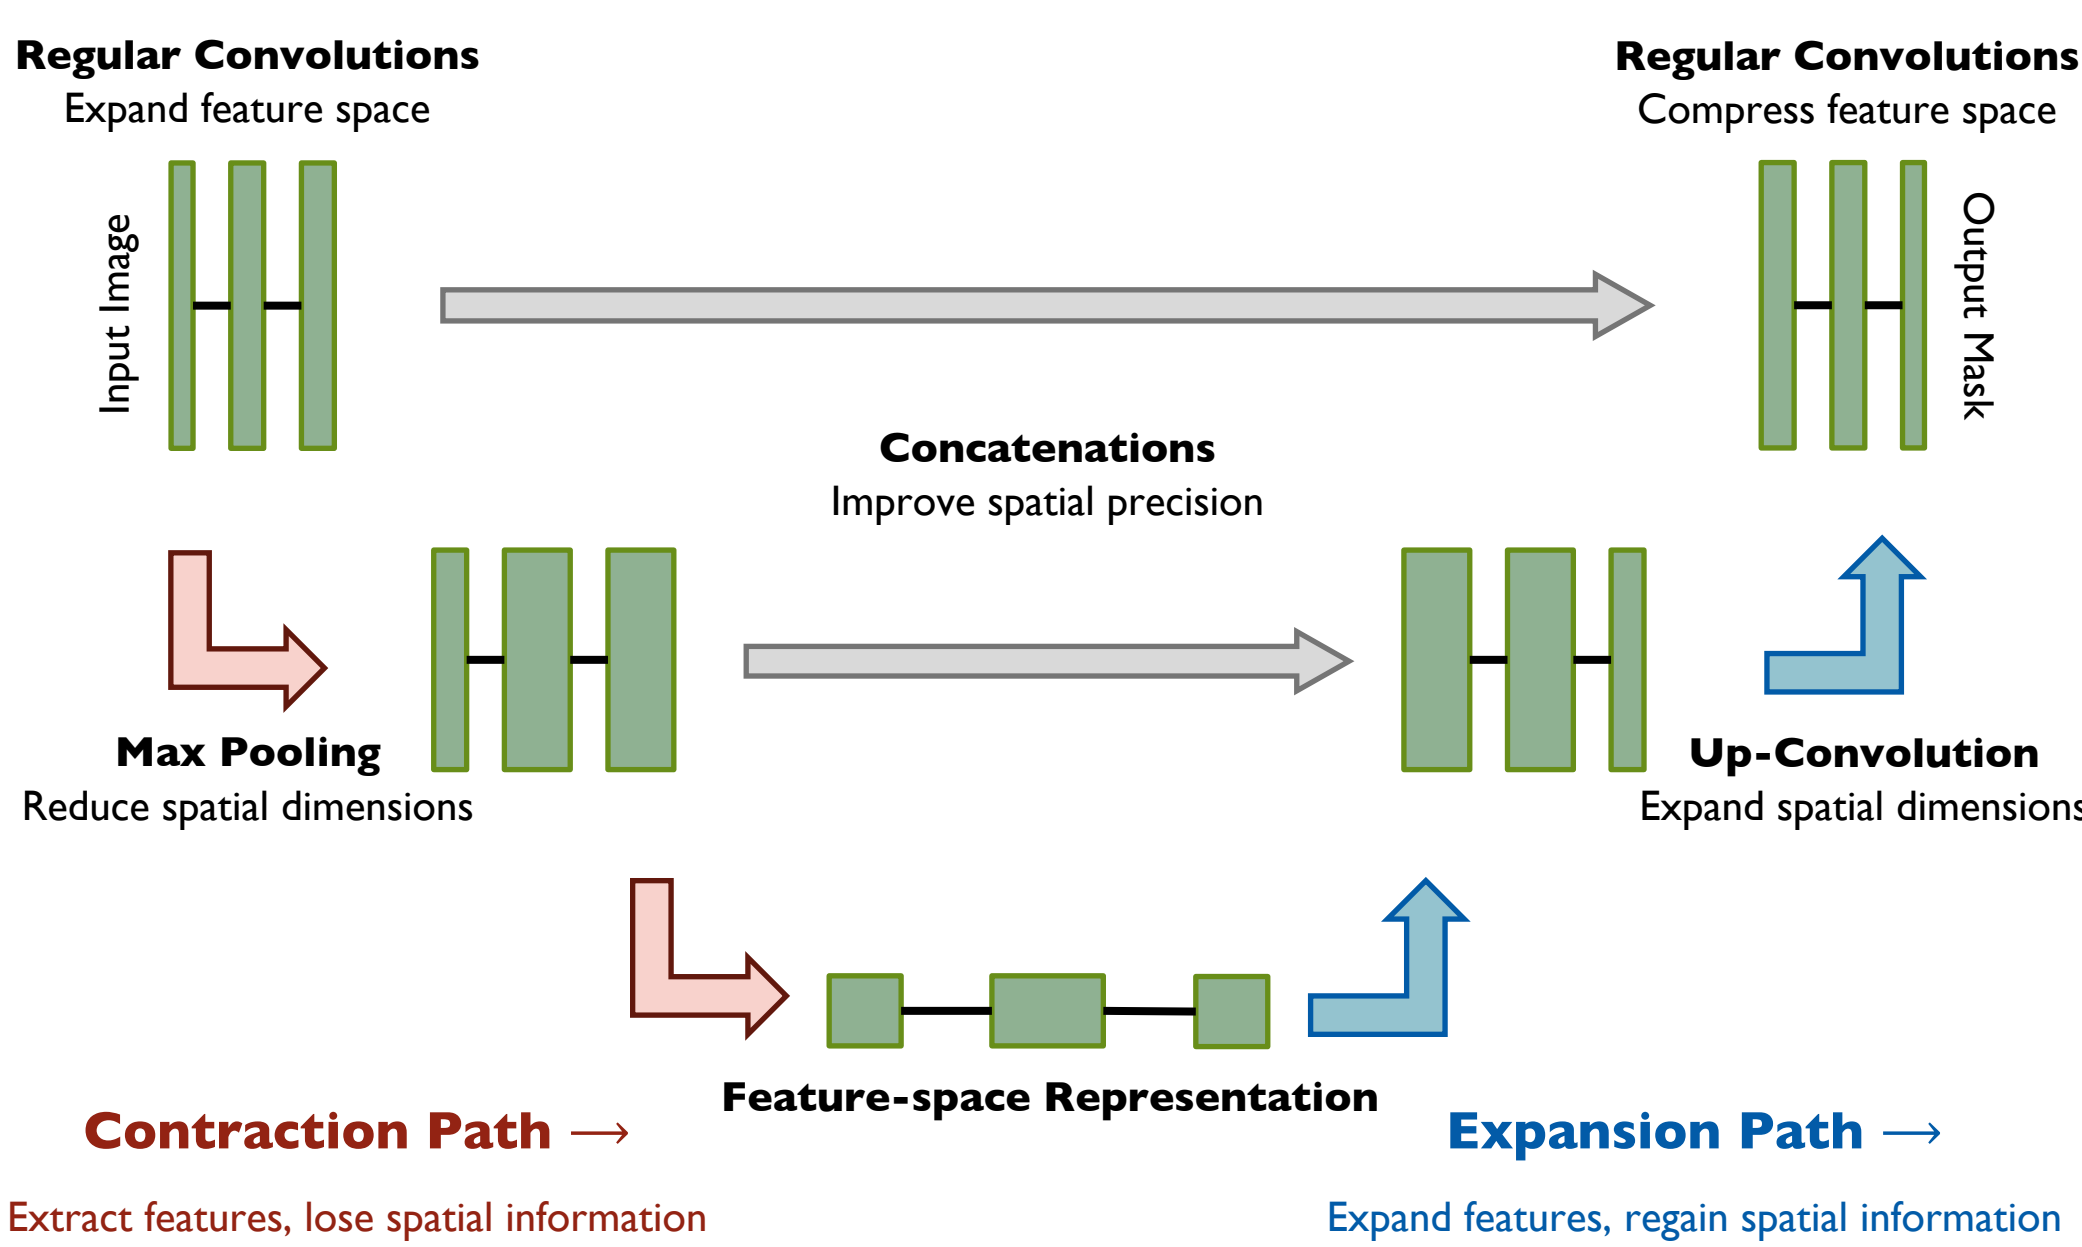 Regular Convolutions
Expand feature space
Regular Convolutions
Compress feature space
Input Image
Output Mask
Concatenations
Improve spatial precision
Max Pooling
Reduce spatial dimensions
Up-Convolution
Expand spatial dimensions
Feature-space Representation
Contraction Path →
Extract features, lose spatial information
Expansion Path →
Expand features, regain spatial information